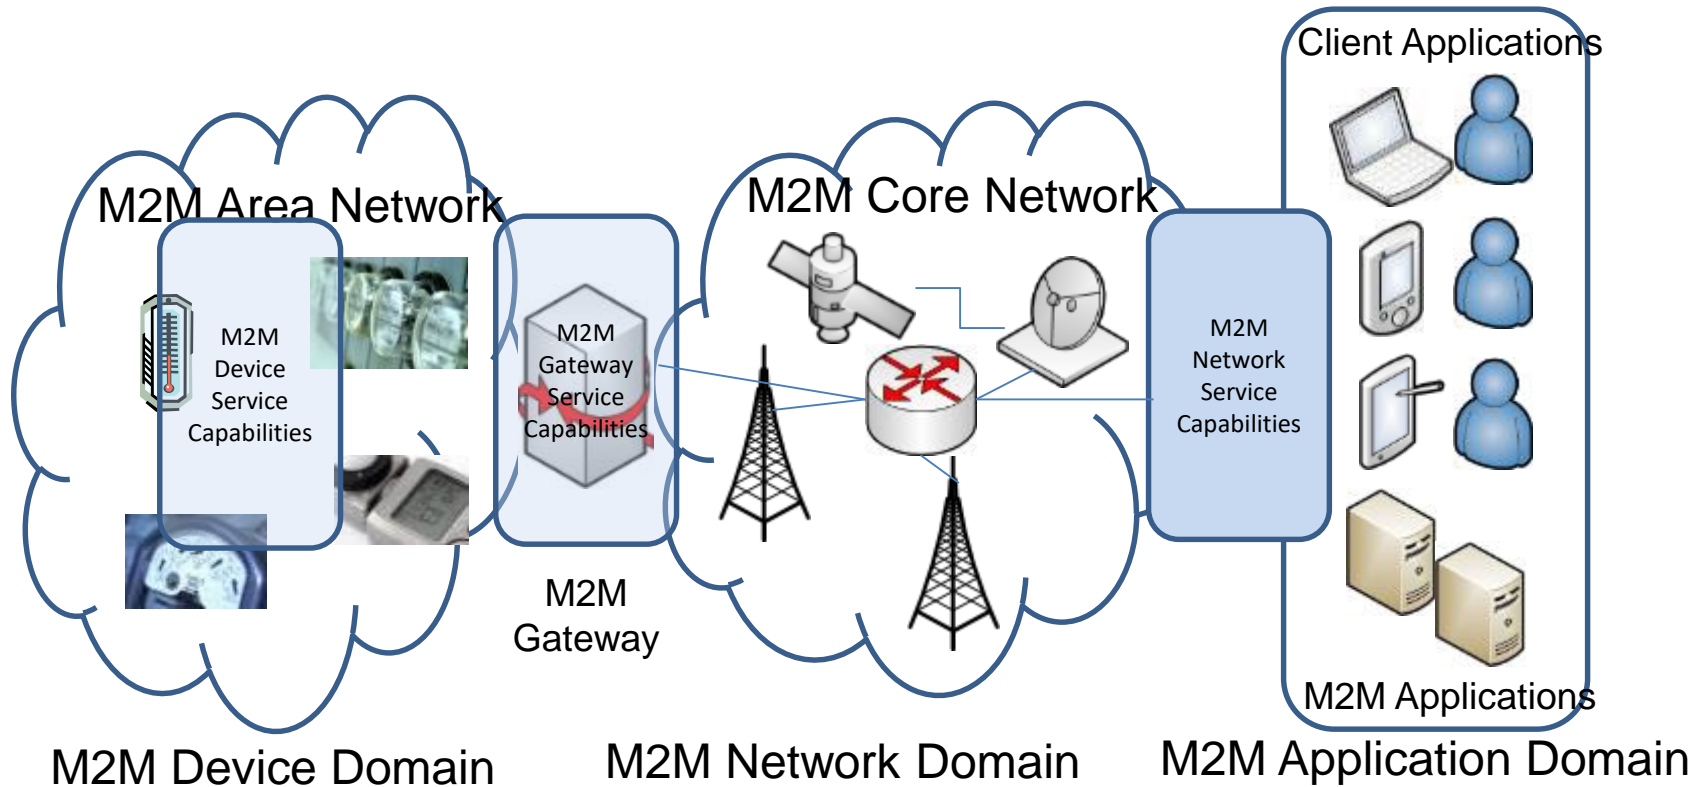 Client Applications
M2M Area Network
M2M Core Network
M2M
Device
Service
Capabilities
M2M
Gateway
Service
Capabilities
M2M
Network
Service
Capabilities
M2M
Gateway
M2M Applications
M2M Device Domain
M2M Network Domain
M2M Application Domain